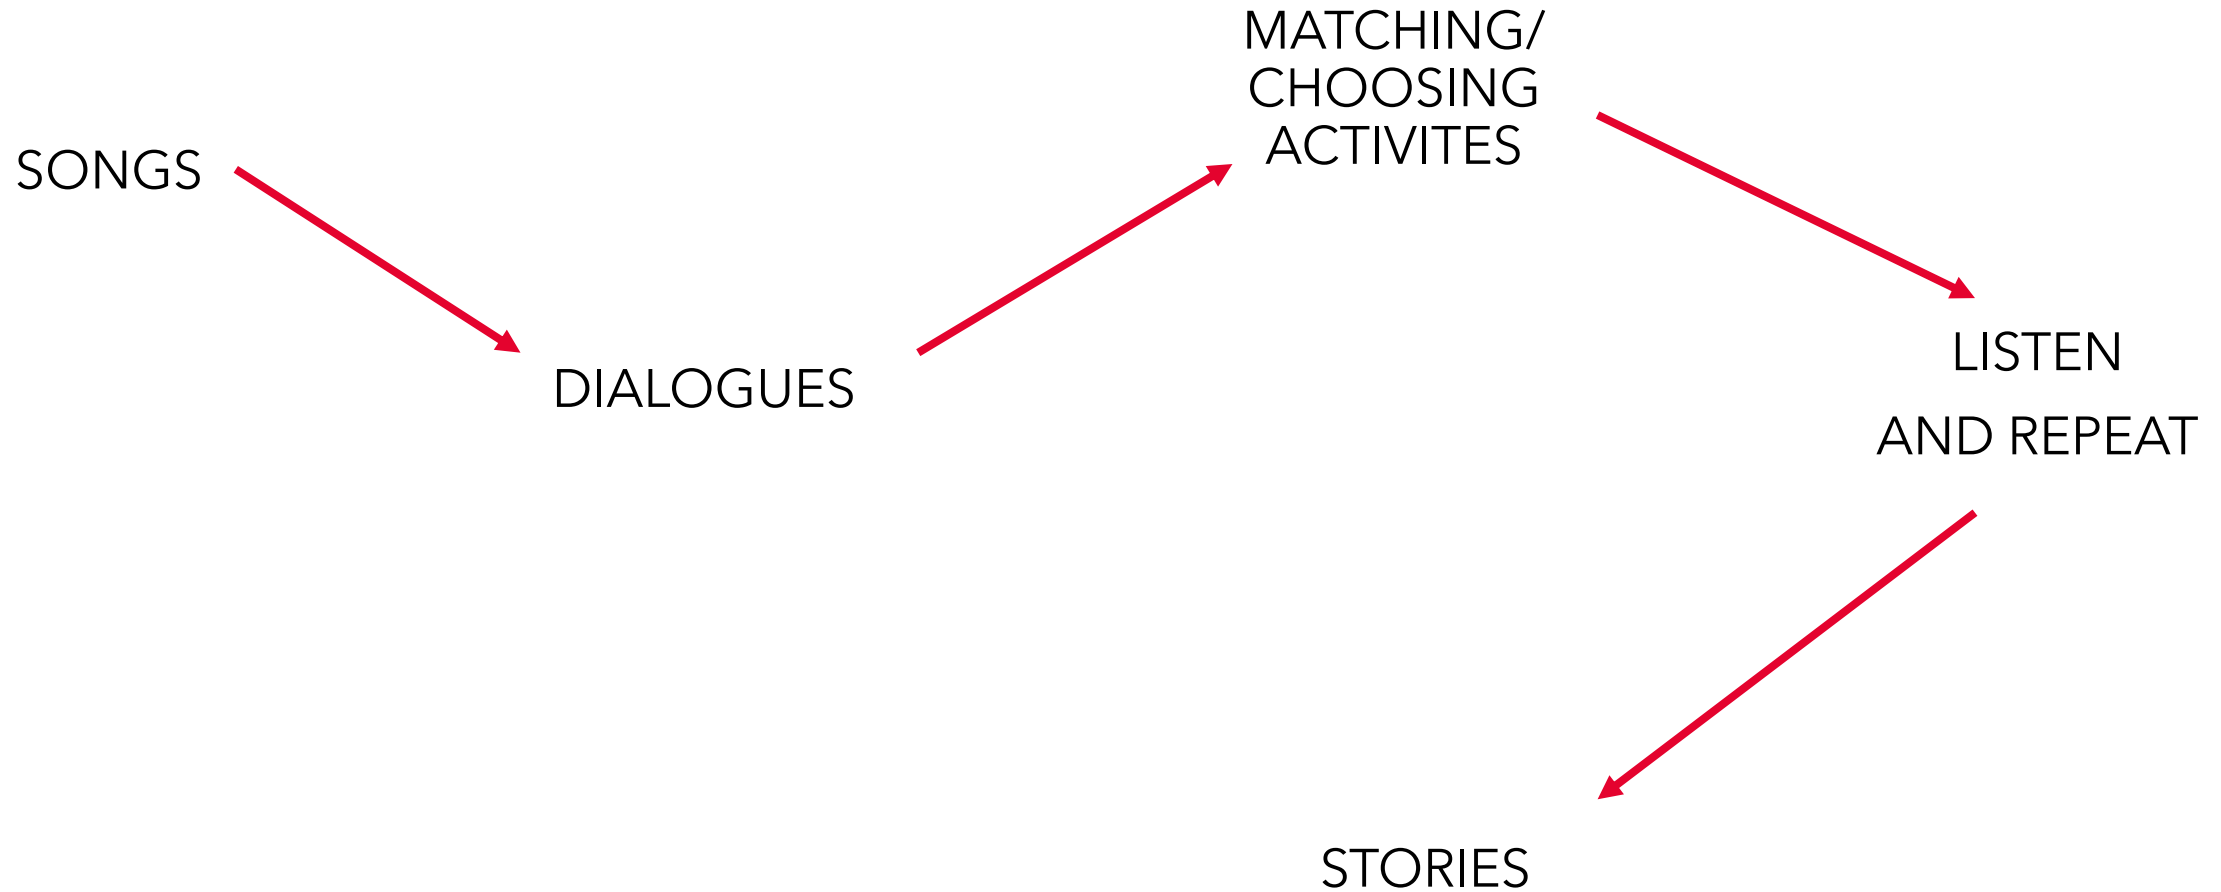 SONGS
DIALOGUES
MATCHING/
CHOOSING
ACTIVITES
LISTEN
AND REPEAT
STORIES